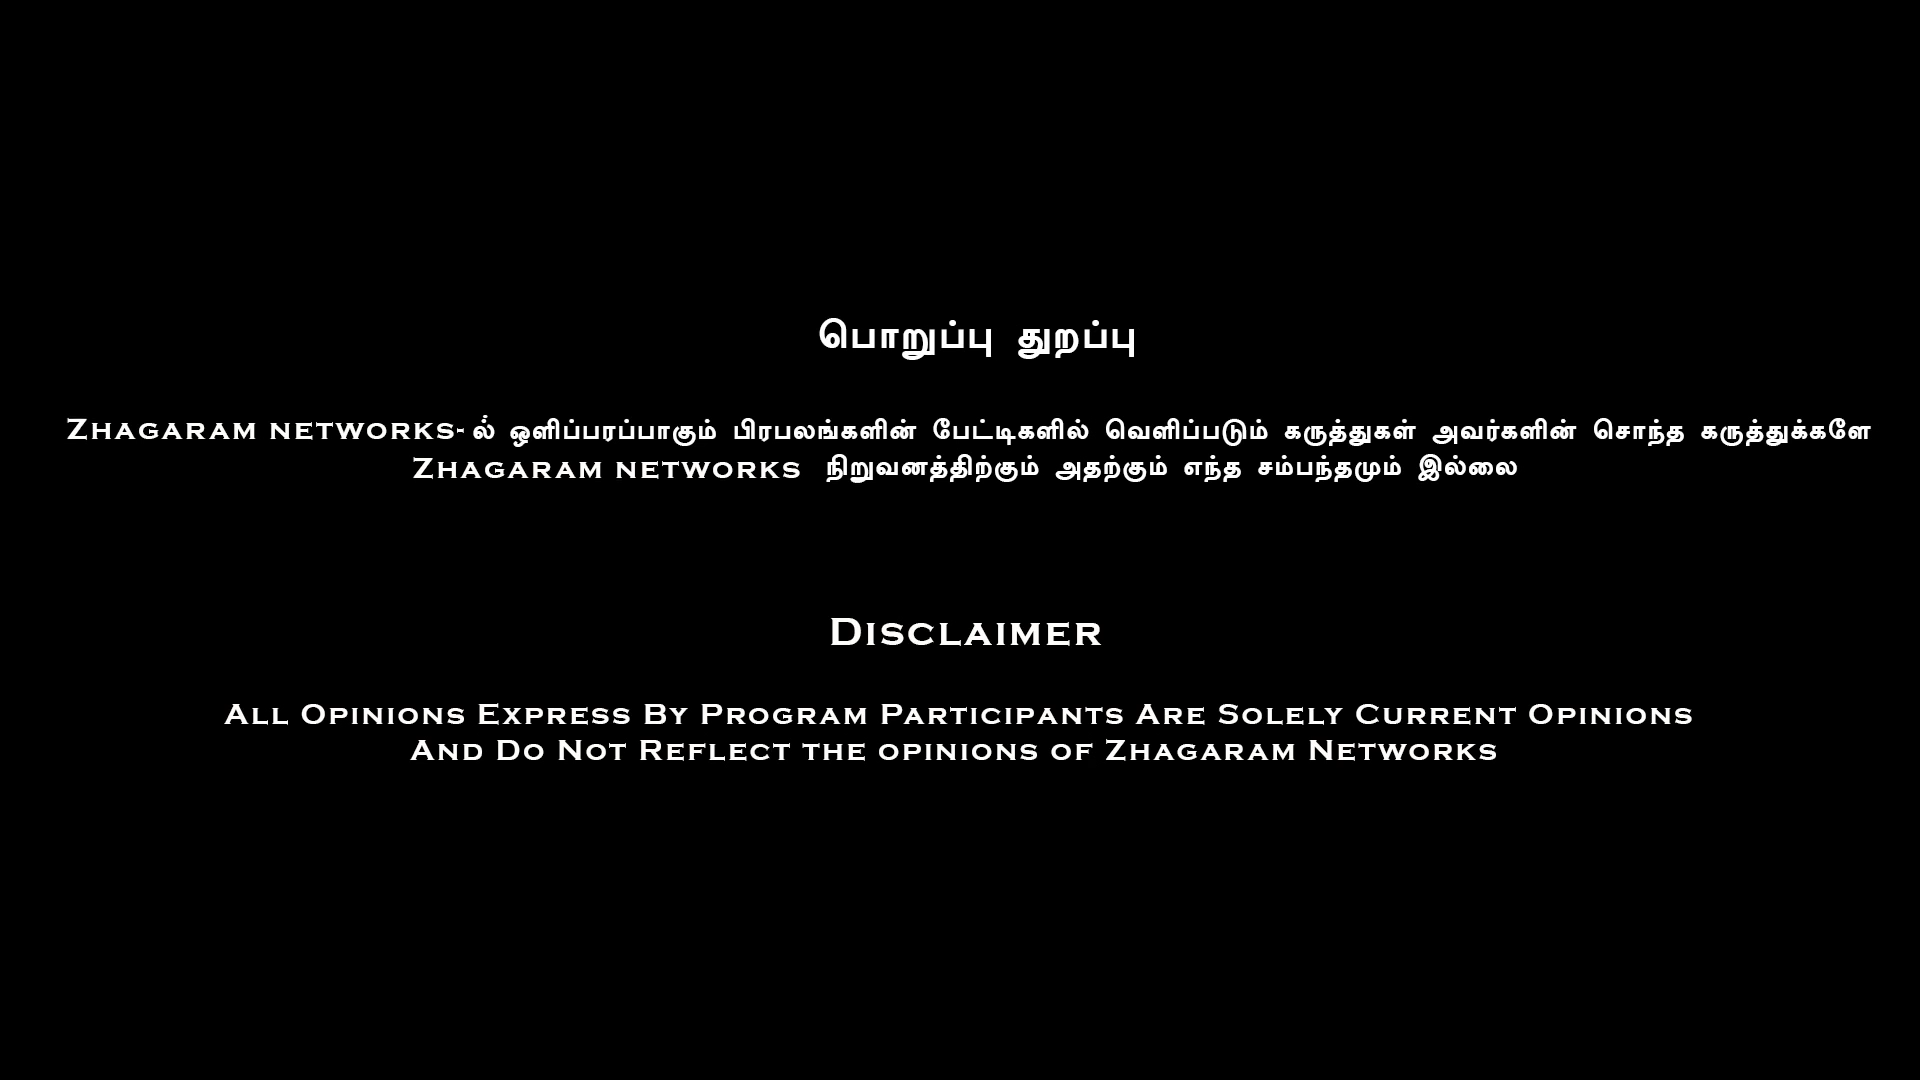 பொறுப்பு துறப்பு
Zhagaram networks-ல் ஒளிப்பரப்பாகும் பிரபலங்களின் பேட்டிகளில் வெளிப்படும் கருத்துகள் அவர்களின் சொந்த கருத்துக்களே
Zhagaram networks நிறுவனத்திற்கும் அதற்கும் எந்த சம்பந்தமும் இல்லை
Disclaimer
All Opinions Express By Program Participants Are Solely Current Opinions
And Do Not Reflect the opinions of Zhagaram Networks